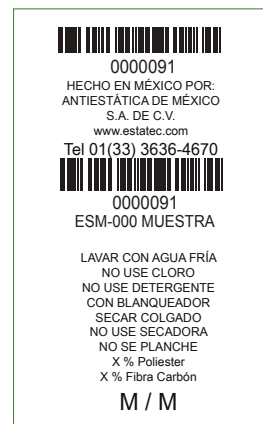 0000091
HECHO EN MÉXICO POR:
ANTIESTÁTICA DE MÉXICO
S.A. DE C.V.
www.estatec.com
Tel 01(33) 3636-4670
0000091
ESM-000 MUESTRA
LAVAR CON AGUA FRÍA
NO USE CLORO
NO USE DETERGENTE
CON BLANQUEADOR
SECAR COLGADO
NO USE SECADORA
NO SE PLANCHE
X % Poliester
X % Fibra Carbón
M / M